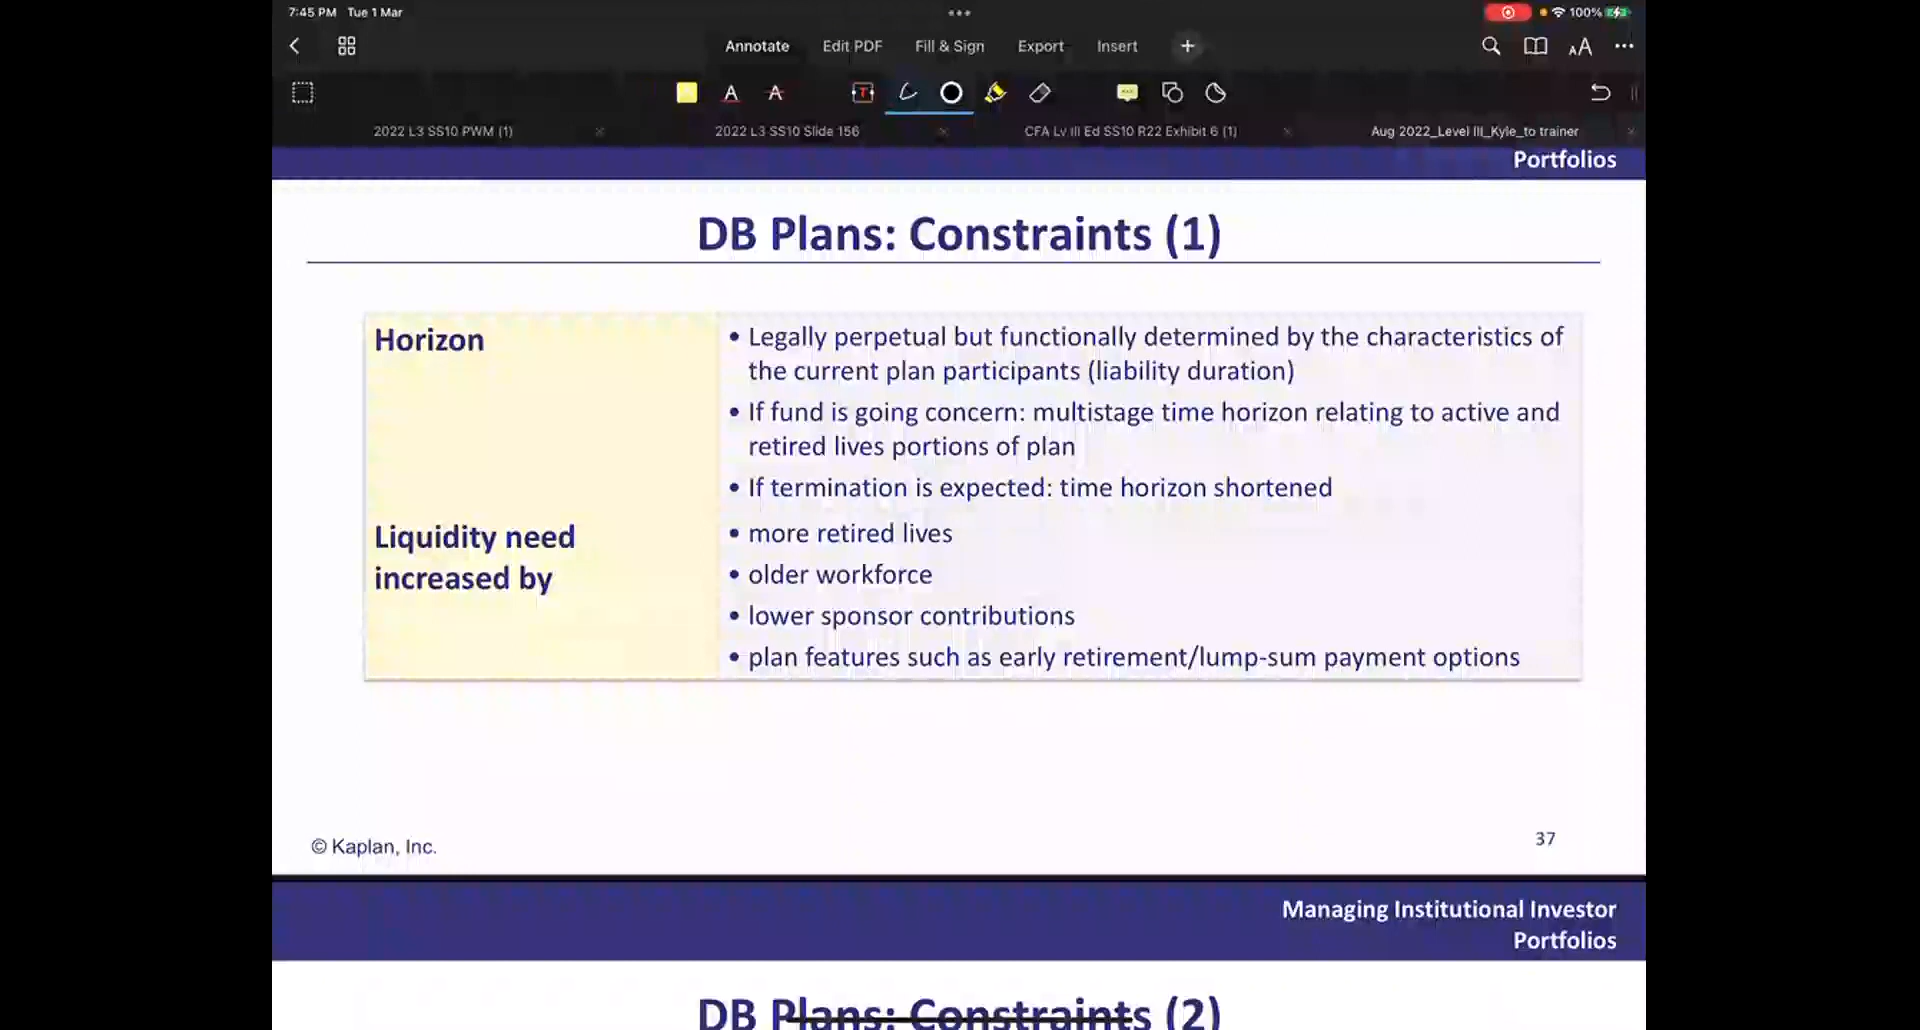 7:45 PM Tue 1 Mar
100%
Annotate Edit PDF Fill & Sign Export Insert
AA
A A T
2022 L3 SS10 PWM (1) 2022 L3 SS10 Slide 156 CFA Lv III Ed SS10 R22 Exhibit 6 (1) Aug 2022_Level III_Kyle_to trainer
Portfolios
DB Plans: Constraints (1)
Horizon
• Legally perpetual but functionally determined by the characteristics of
the current plan participants (liability duration)
• If fund is going concern: multistage time horizon relating to active and
retired lives portions of plan
• If termination is expected: time horizon shortened
Liquidity need
increased by
• more retired lives
• older workforce
• lower sponsor contributions
• plan features such as early retirement/lump-sum payment options
© Kaplan, Inc.
37
Managing Institutional Investor
Portfolios
DB Plans: Constraints (2)